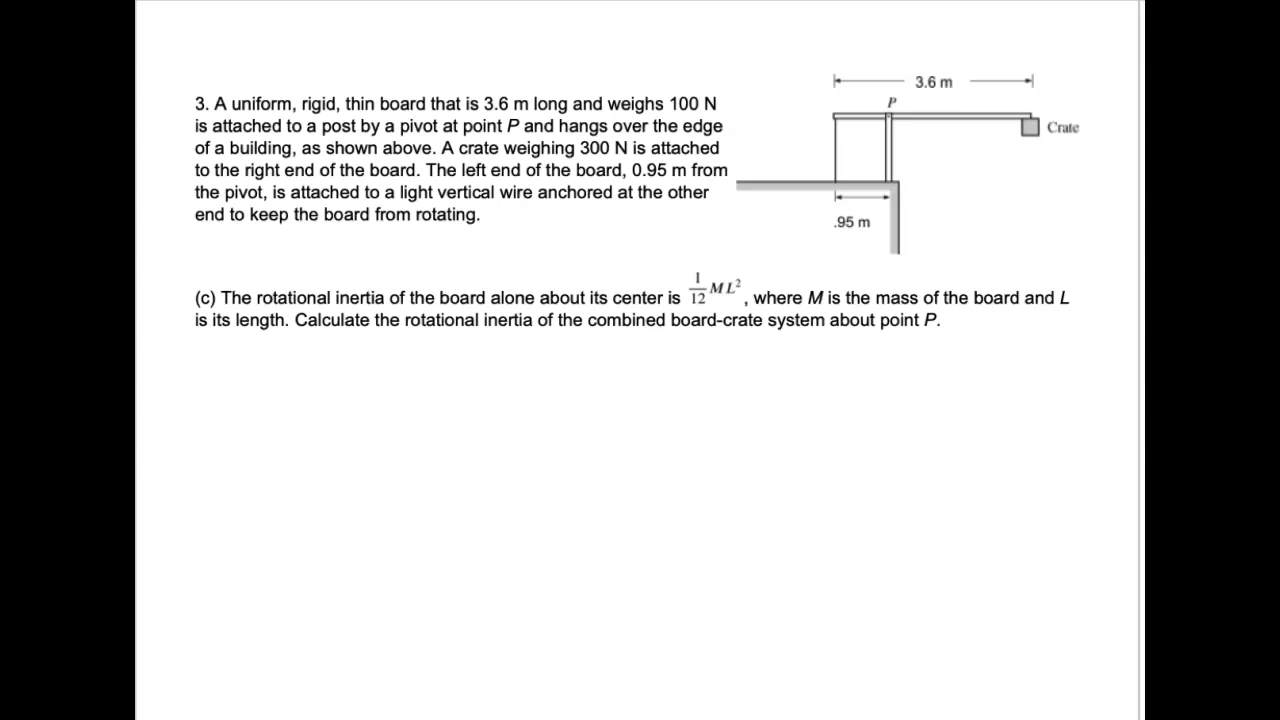 3.6 m
P
Crate
.95 m
3. A uniform, rigid, thin board that is 3.6 m long and weighs 100 N
is attached to a post by a pivot at point P and hangs over the edge
of a building, as shown above. A crate weighing 300 N is attached
to the right end of the board. The left end of the board, 0.95 m from
the pivot, is attached to a light vertical wire anchored at the other
end to keep the board from rotating.
(c) The rotational inertia of the board alone about its center is 1/12 ML², where M is the mass of the board and L
is its length. Calculate the rotational inertia of the combined board-crate system about point P.